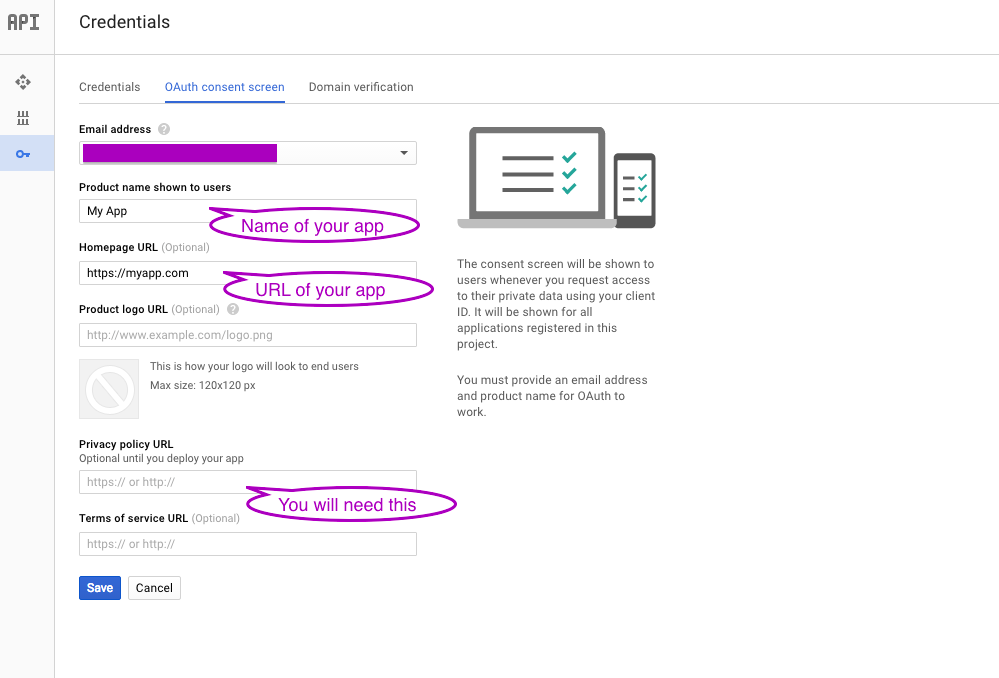 API
Credentials
Credentials
OAuth consent screen
Domain verification
Email address ?
Product name shown to users
My App
Name of your app
Homepage URL (Optional)
https://myapp.com
URL of your app
Product logo URL (Optional) ?
http://www.example.com/logo.png
This is how your logo will look to end users
Max size: 120x120 px
Privacy policy URL
Optional until you deploy your app
https:// or http://
You will need this
Terms of service URL (Optional)
https:// or http://
Save
Cancel
The consent screen will be shown to
users whenever you request access
to their private data using your client
ID. It will be shown for all
applications registered in this
project.
You must provide an email address
and product name for OAuth to
work.